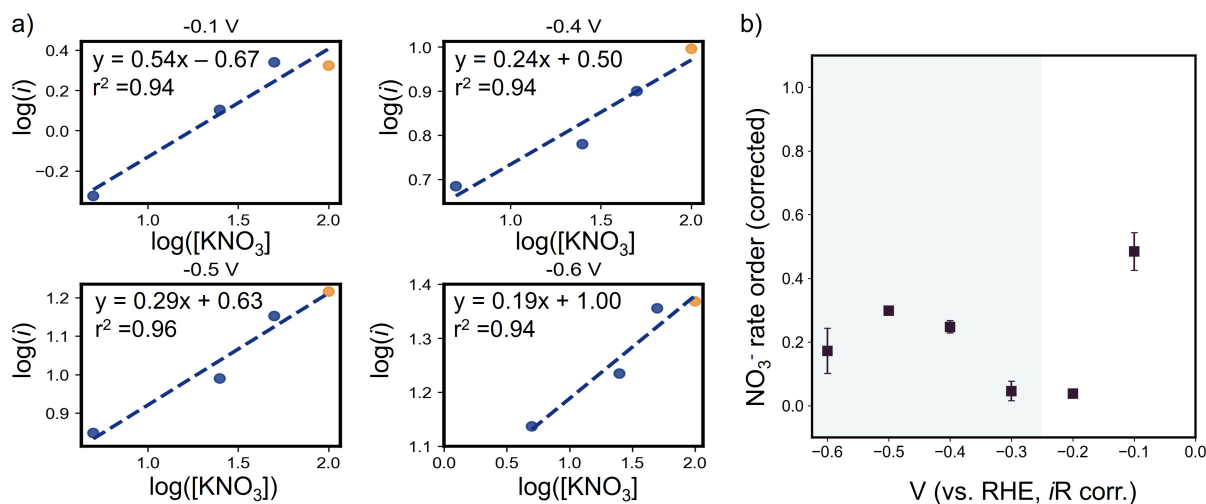 a)
-0.1 V
y = 0.54x – 0.67
r² =0.94
log(i)
0.4
0.2
0.0
−0.2
1.0
1.5
2.0
log([KNO₃]
-0.4 V
y = 0.24x + 0.50
r² =0.94
log(i)
1.0
0.9
0.8
0.7
1.0
1.5
2.0
log([KNO₃]
-0.5 V
y = 0.29x + 0.63
r² =0.96
log(i)
1.2
1.1
1.0
0.9
1.0
1.5
2.0
log([KNO₃])
-0.6 V
y = 0.19x + 1.00
r² =0.94
log(i)
1.4
1.3
1.2
1.1
0.0
0.5
1.0
1.5
2.0
log([KNO₃]
b)
NO₃⁻ rate order (corrected)
1.0
0.8
0.6
0.4
0.2
0.0
−0.6
−0.5
−0.4
−0.3
−0.2
−0.1
0.0
V (vs. RHE, iR corr.)